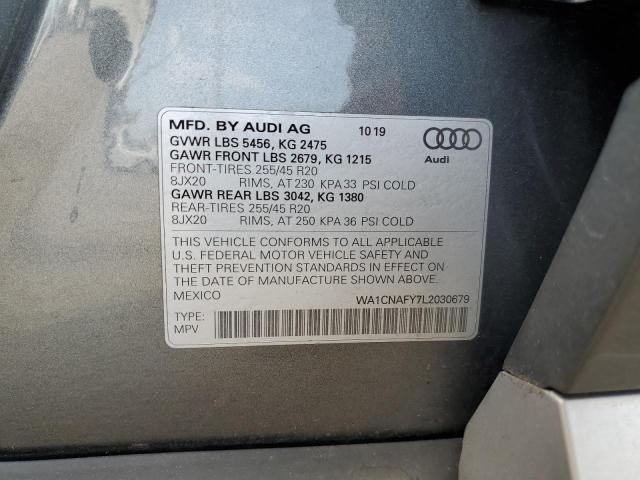 MFD. BY AUDI AG 10 19
GVWR LBS 5456, KG 2475
GAWR FRONT LBS 2679, KG 1215
Audi
FRONT-TIRES 255/45 R20
8JX20 RIMS, AT 230 KPA 33 PSI COLD
GAWR REAR LBS 3042, KG 1380
REAR-TIRES 255/45 R20
8JX20 RIMS, AT 250 KPA 36 PSI COLD
THIS VEHICLE CONFORMS TO ALL APPLICABLE
U.S. FEDERAL MOTOR VEHICLE SAFETY AND
THEFT PREVENTION STANDARDS IN EFFECT ON
THE DATE OF MANUFACTURE SHOWN ABOVE.
MEXICO WA1CNAFY7L2030679
TYPE:
MPV